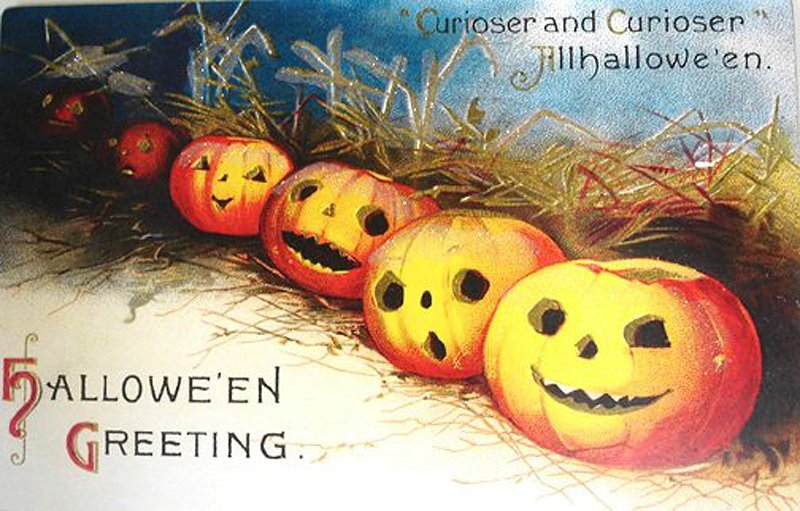 "Curioser and Curioser"
Allhallowe'en.
Hallowe'en
Greeting.